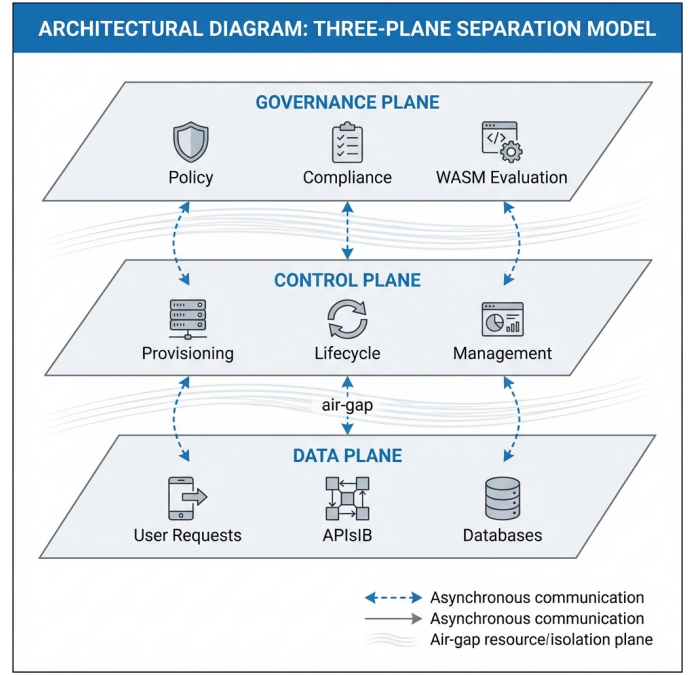 ARCHITECTURAL DIAGRAM: THREE-PLANE SEPARATION MODEL
GOVERNANCE PLANE
</>
Policy Compliance WASM Evaluation
CONTROL PLANE
Provisioning Lifecycle Management
air-gap
DATA PLANE
User Requests APIsIB Databases
Asynchronous communication
Asynchronous communication
Air-gap resource/isolation plane